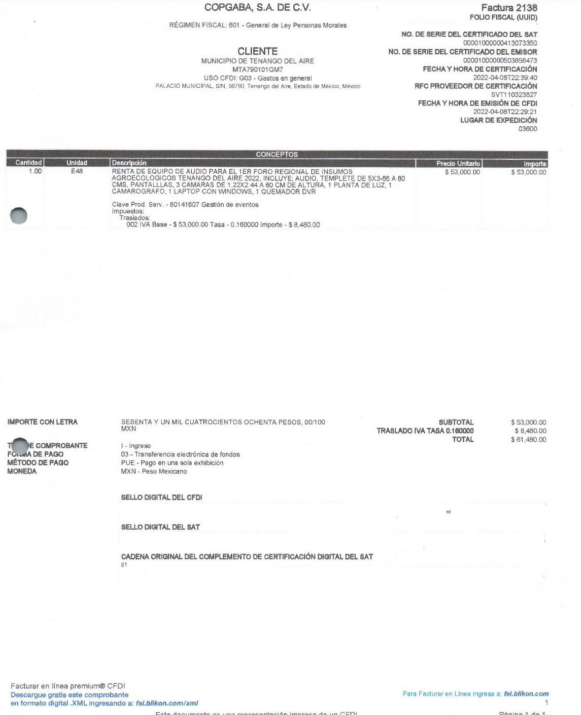 COPGABA, S.A. DE C.V.
RÉGIMEN FISCAL: 601 - General de Ley Personas Morales
Factura 2138
FOLIO FISCAL (UUID)
NO. DE SERIE DEL CERTIFICADO DEL SAT
00001000000413073350
NO. DE SERIE DEL CERTIFICADO DEL EMISOR
00001000000503856473
FECHA Y HORA DE CERTIFICACIÓN
2022-04-08T22:39:40
RFC PROVEEDOR DE CERTIFICACIÓN
SVT110323827
FECHA Y HORA DE EMISIÓN DE CFDI
2022-04-08T22:29:21
LUGAR DE EXPEDICIÓN
03600
CLIENTE
MUNICIPIO DE TENANGO DEL AIRE
MTA790101GM7
USO CFDI: G03 - Gastos en general
PALACIO MUNICIPAL, S/N, 56780, Tenango del Aire, Estado de México, México
CONCEPTOS
Cantidad Unidad Descripción Precio Unitario Importe
1.00 E48 RENTA DE EQUIPO DE AUDIO PARA EL 1ER FORO REGIONAL DE INSUMOS $ 53,000.00 $ 53,000.00
AGROECOLOGICOS TENANGO DEL AIRE 2022, INCLUYE: AUDIO, TEMPLETE DE 5X3-66 A 80
CMS, PANTALLLAS, 3 CAMARAS DE 1.22X2.44 A 60 CM DE ALTURA, 1 PLANTA DE LUZ, 1
CAMAROGRAFO, 1 LAPTOP CON WINDOWS, 1 QUEMADOR DVR
Clave Prod. Serv. - 80141607 Gestión de eventos
Impuestos:
Traslados:
002 IVA Base - $ 53,000.00 Tasa - 0.160000 Importe - $ 8,480.00
IMPORTE CON LETRA SESENTA Y UN MIL CUATROCIENTOS OCHENTA PESOS, 00/100
MXN
SUBTOTAL $ 53,000.00
TRASLADO IVA TASA 0.160000 $ 8,480.00
TOTAL $ 61,480.00
DE COMPROBANTE I - Ingreso
FORMA DE PAGO 03 - Transferencia electrónica de fondos
MÉTODO DE PAGO PUE - Pago en una sola exhibición
MONEDA MXN - Peso Mexicano
SELLO DIGITAL DEL CFDI
SELLO DIGITAL DEL SAT
CADENA ORIGINAL DEL COMPLEMENTO DE CERTIFICACIÓN DIGITAL DEL SAT
Facturar en línea premium® CFDI
Descargue gratis este comprobante
en formato digital .XML ingresando a: fel.blikon.com/xml
Para Facturar en Línea ingresa a: fel.blikon.com
1
Este documento es una representación impresa de un CFDI
Página 1 de 1